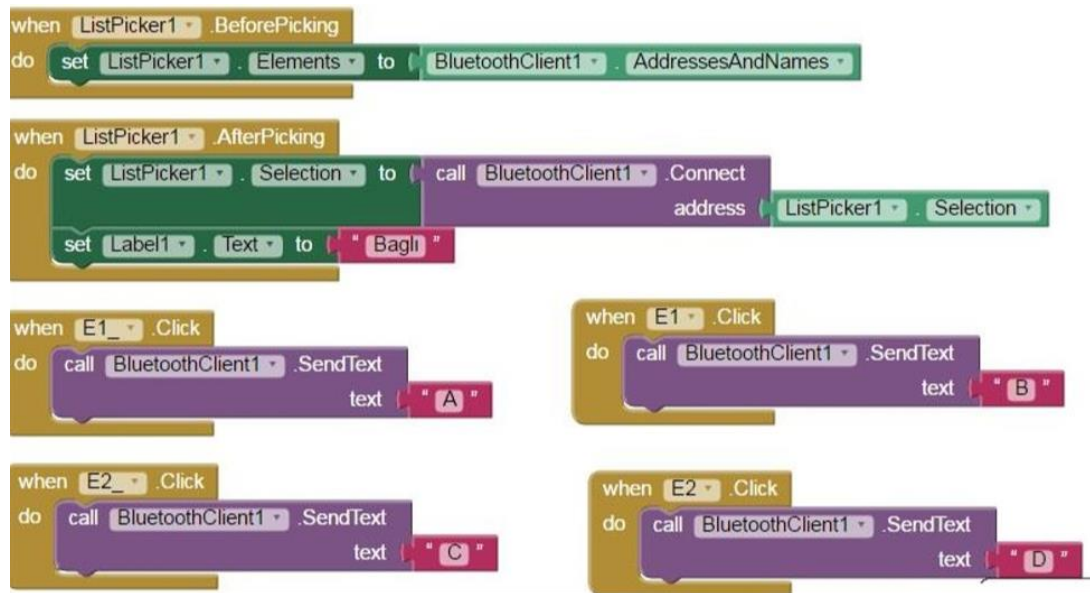 when ListPicker1 .BeforePicking
do set ListPicker1 . Elements to BluetoothClient1 . AddressesAndNames
when ListPicker1 .AfterPicking
do set ListPicker1 . Selection to call BluetoothClient1 .Connect
address ListPicker1 . Selection
set Label1 . Text to " Baglı "
when E1_ .Click
do call BluetoothClient1 .SendText
text " A "
when E1 .Click
do call BluetoothClient1 .SendText
text " B "
when E2_ .Click
do call BluetoothClient1 .SendText
text " C "
when E2 .Click
do call BluetoothClient1 .SendText
text " D "